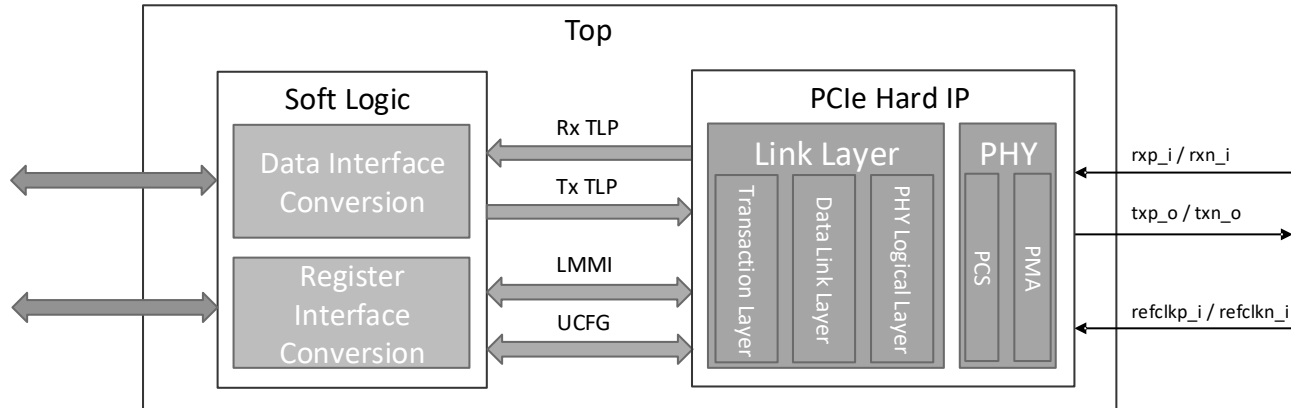 Top
Soft Logic
Data Interface
Conversion
Register
Interface
Conversion
Rx TLP
Tx TLP
LMMI
UCFG
PCIe Hard IP
Link Layer
Transaction Layer
Data Link Layer
PHY Logical Layer
PHY
PCS
PMA
rxp_i / rxn_i
txp_o / txn_o
refclkp_i / refclkn_i